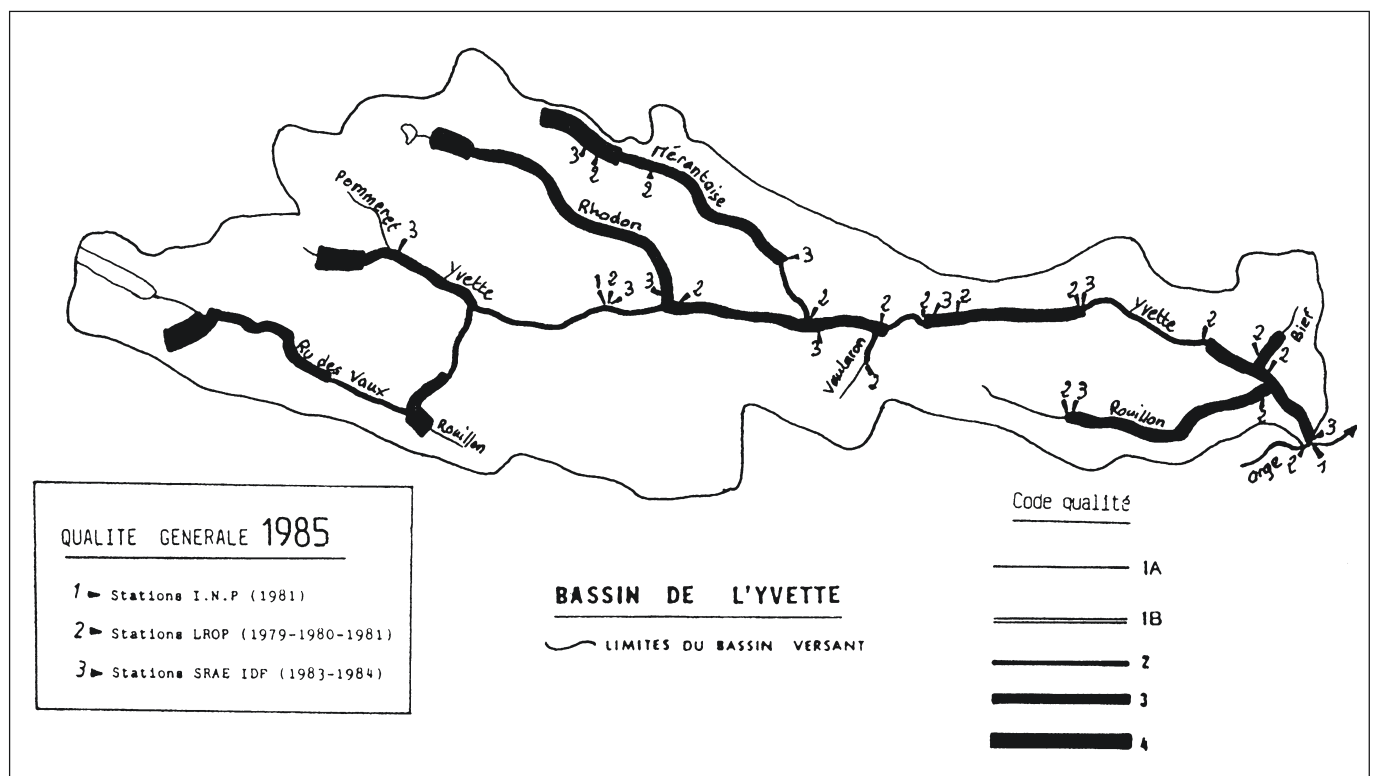 Mérantaise
3
2
2
Pommeret
Rhodon
3
3
Yvette
1 2 3
3
2
2
3
2
2 3 2
2 3
Yvette
2
2
Bief
2
Ru des Vaux
Vaularon
2
2 3
Rouillon
2
Rouillon
3
Orge
2
1
QUALITE GENERALE 1985
1 Stations I.N.P (1981)
2 Stations LROP (1979-1980-1981)
3 Stations SRAE IDF (1983-1984)
BASSIN DE L'YVETTE
LIMITES DU BASSIN VERSANT
Code qualité
1A
1B
2
3
4